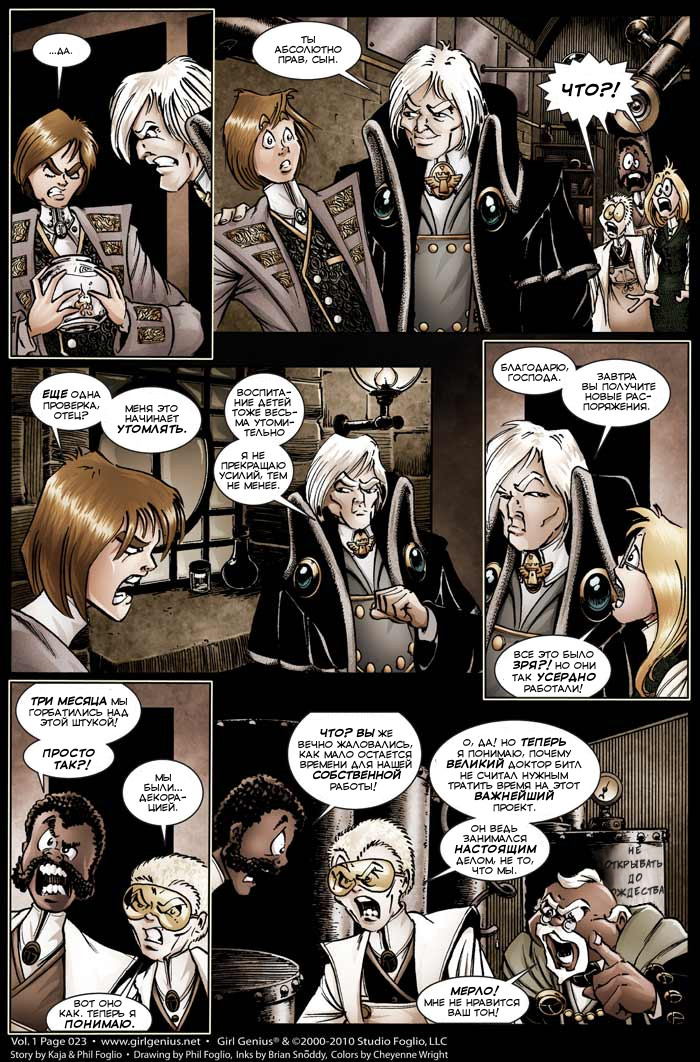 ...ДА.
ТЫ
АБСОЛЮТНО
ПРАВ, СЫН.
ЧТО?!
ЕЩЕ ОДНА
ПРОВЕРКА,
ОТЕЦ?
МЕНЯ ЭТО
НАЧИНАЕТ
УТОМЛЯТЬ.
ВОСПИТА-
НИЕ ДЕТЕЙ
ТОЖЕ ВЕСЬ-
МА УТОМИ-
ТЕЛЬНО
Я НЕ
ПРЕКРАЩАЮ
УСИЛИЙ, ТЕМ
НЕ МЕНЕЕ.
БЛАГОДАРЮ,
ГОСПОДА.
ЗАВТРА
ВЫ ПОЛУЧИТЕ
НОВЫЕ РАС-
ПОРЯЖЕНИЯ.
ВСЕ ЭТО БЫЛО
ЗРЯ?! НО ОНИ
ТАК УСЕРДНО
РАБОТАЛИ!
ТРИ МЕСЯЦА МЫ
ГОРБАТИЛИСЬ НАД
ЭТОЙ ШТУКОЙ!
ПРОСТО
ТАК?!
МЫ
БЫЛИ...
ДЕКОРА-
ЦИЕЙ.
ВОТ ОНО
КАК. ТЕПЕРЬ Я
ПОНИМАЮ.
ЧТО? ВЫ ЖЕ
ВЕЧНО ЖАЛОВАЛИСЬ,
КАК МАЛО ОСТАЕТСЯ
ВРЕМЕНИ ДЛЯ НАШЕЙ
СОБСТВЕННОЙ
РАБОТЫ!
О, ДА! НО ТЕПЕРЬ
Я ПОНИМАЮ, ПОЧЕМУ
ВЕЛИКИЙ ДОКТОР БИТЛ
НЕ СЧИТАЛ НУЖНЫМ
ТРАТИТЬ ВРЕМЯ НА ЭТОТ
ВАЖНЕЙШИЙ
ПРОЕКТ.
ОН ВЕДЬ
ЗАНИМАЛСЯ
НАСТОЯЩИМ
ДЕЛОМ, НЕ ТО,
ЧТО МЫ.
НЕ
ОТКРЫВАТЬ
ДО
РОЖДЕСТВА
МЕРЛО!
МНЕ НЕ НРАВИТСЯ
ВАШ ТОН!
Vol. 1 Page 023 • www.girlgenius.net • Girl Genius® & ©2000-2010 Studio Foglio, LLC
Story by Kaja & Phil Foglio • Drawing by Phil Foglio, Inks by Brian Snōddy, Colors by Cheyenne Wright